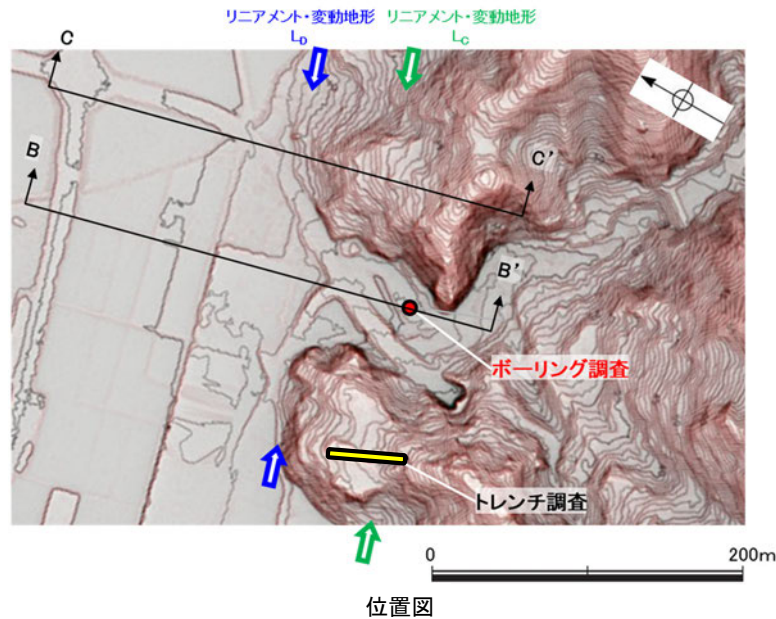 リニアメント・変動地形
L_D
リニアメント・変動地形
L_C
C
B
C'
B'
ボーリング調査
トレンチ調査
0
200m
位置図